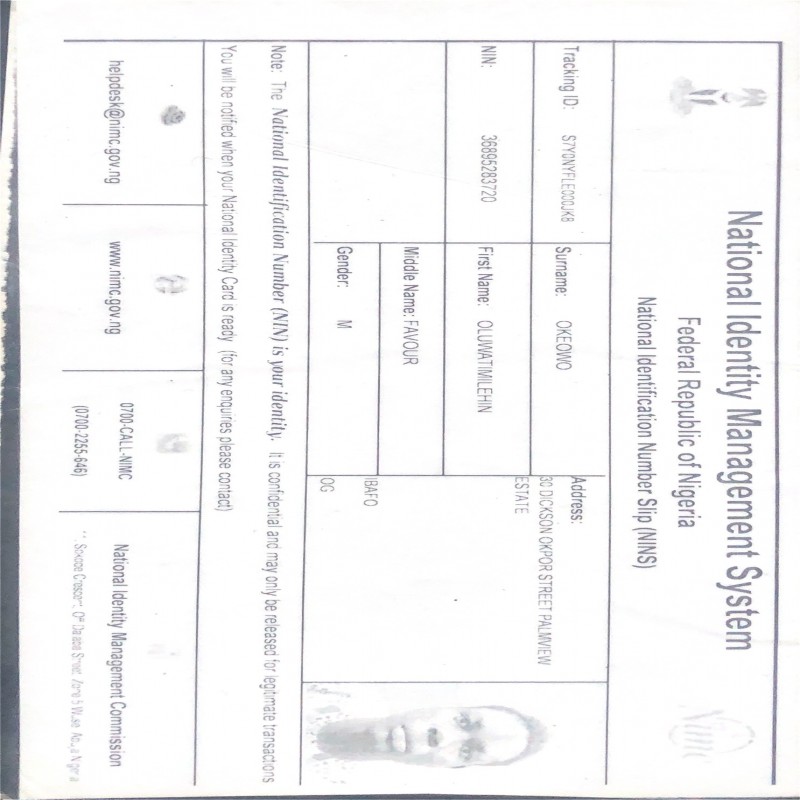 National Identity Management System
Federal Republic of Nigeria
National Identification Number Slip (NINS)
Tracking ID: S7Y0NYFLE00CJKB
Surname: OKEOWO
Address:
30 DICKSON OKPOR STREET PALMVIEW
ESTATE
NIN: 36895283720
First Name: OLUWATIMILEHIN
Middle Name: FAVOUR
IBAFO
Gender: M
OG
Note: The National Identification Number (NIN) is your identity. It is confidential and may only be released for legitimate transactions
You will be notified when your National Identity Card is ready (for any enquiries please contact)
helpdesk@nimc.gov.ng
www.nimc.gov.ng
0700-CALL-NIMC
(0700-2255-646)
National Identity Management Commission
Sokode Crescent, Off Dalaba Street, Zone 5 Wuse, Abuja Nigeria